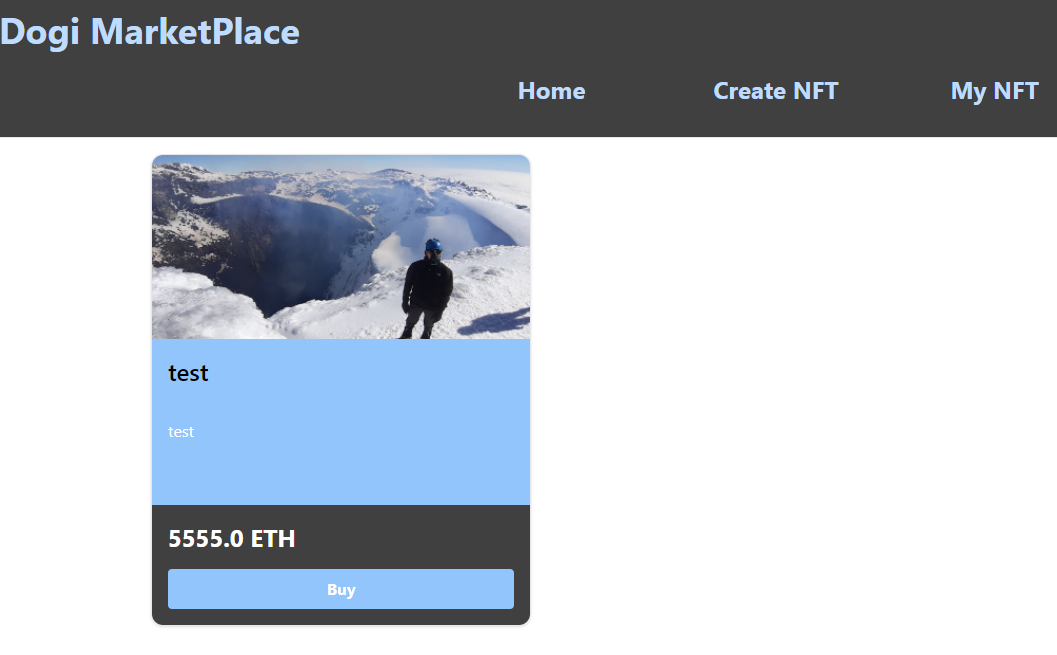 Dogi MarketPlace
Home Create NFT My NFT
test
test
5555.0 ETH
Buy